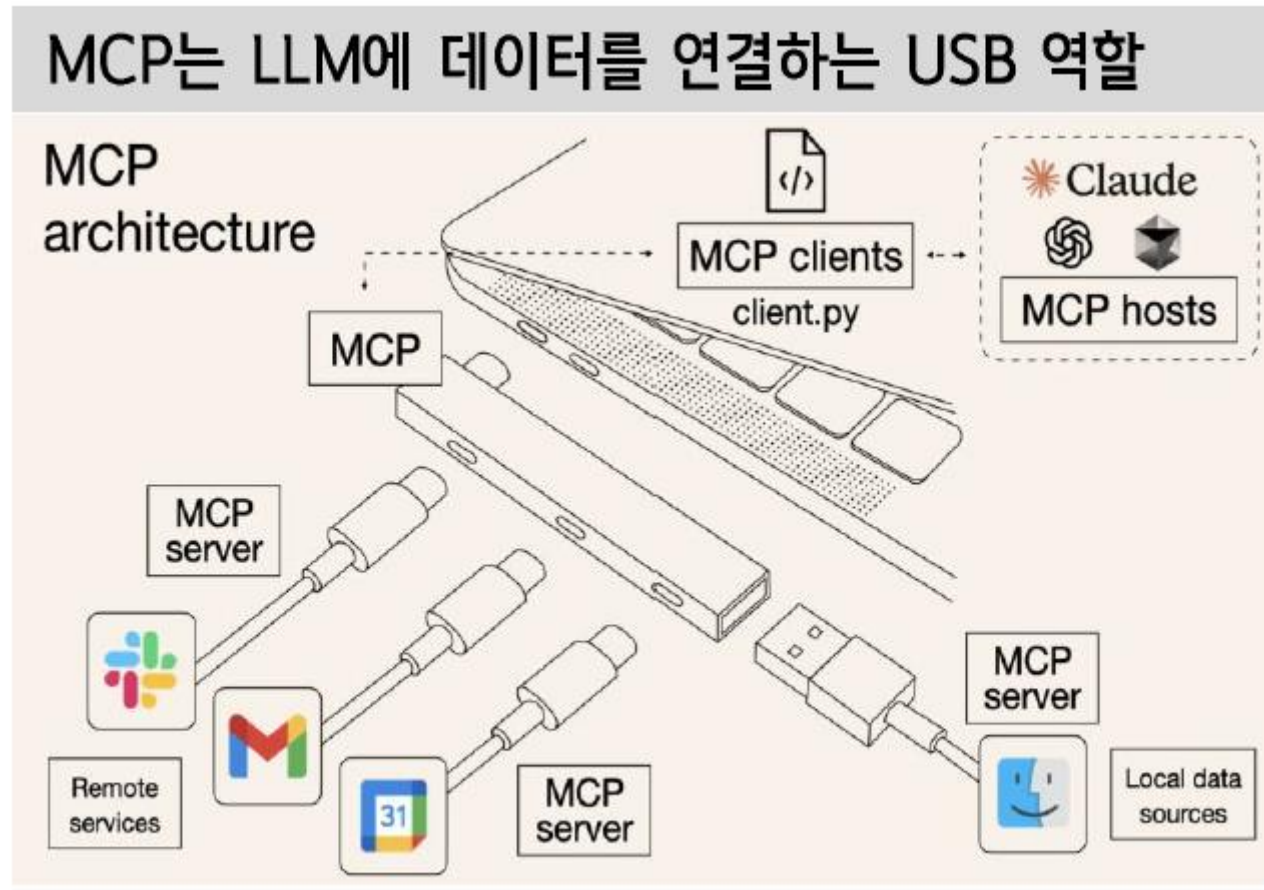 MCP는 LLM에 데이터를 연결하는 USB 역할
MCP
architecture
</>
MCP clients
client.py
Claude
MCP hosts
MCP
MCP
server
MCP
server
MCP
server
31
Remote
services
Local data
sources